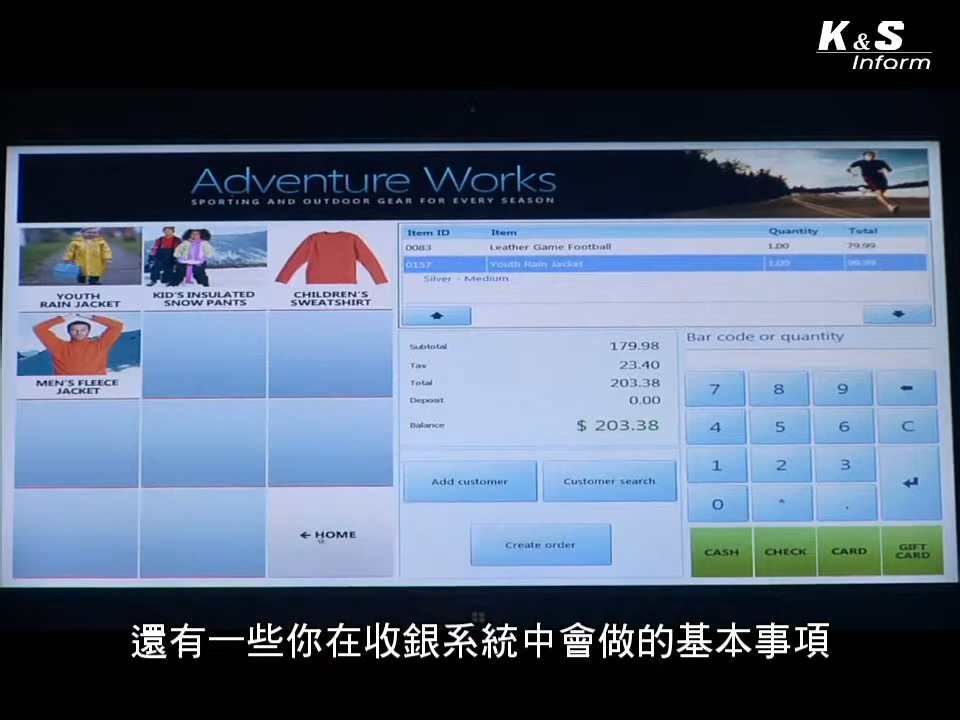 K & S
Inform
Adventure Works
SPORTING AND OUTDOOR GEAR FOR EVERY SEASON
YOUTH
RAIN JACKET
KID'S INSULATED
SNOW PANTS
CHILDREN'S
SWEATSHIRT
MEN'S FLEECE
JACKET
HOME
Item ID Item Quantity Total
0083 Leather Game Football 1.00 79.99
0157 Youth Rain Jacket 1.00 99.99
Silver - Medium
Subtotal 179.98
Tax 23.40
Total 203.38
Deposit 0.00
Balance $ 203.38
Add customer Customer search
Create order
Bar code or quantity
7 8 9
4 5 6 C
1 2 3
0 * .
CASH CHECK CARD GIFT CARD
還有一些你在收銀系統中會做的基本事項